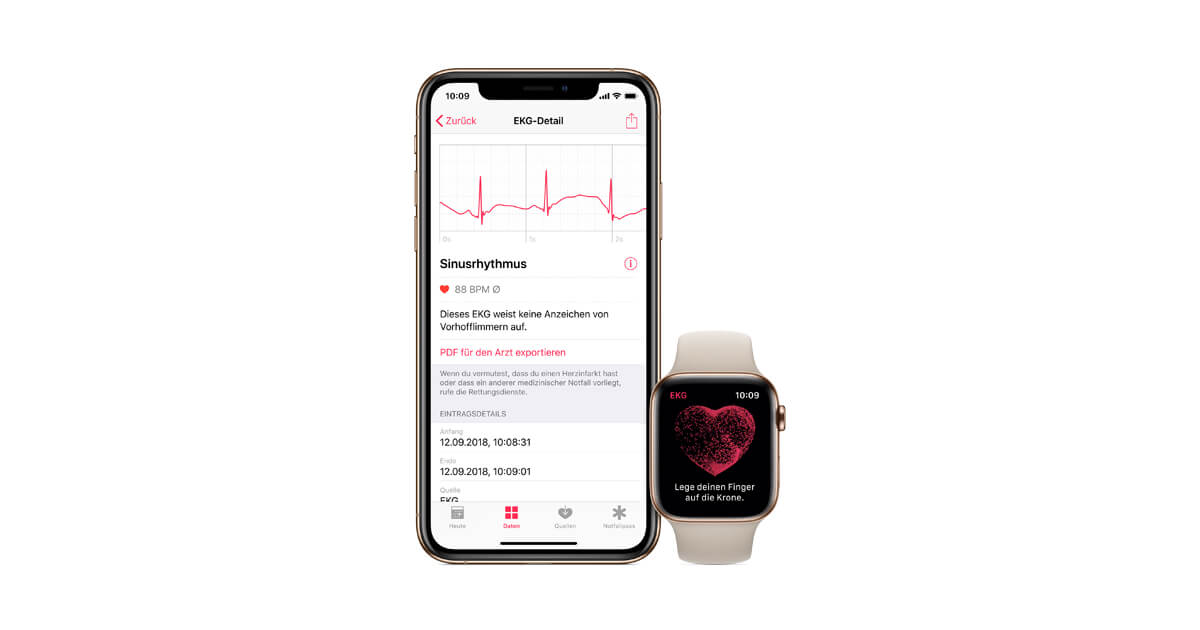 10:09
Zurück
EKG-Detail
0s
1s
2s
Sinusrhythmus
88 BPM Ø
Dieses EKG weist keine Anzeichen von
Vorhofflimmern auf.
PDF für den Arzt exportieren
Wenn du vermutest, dass du einen Herzinfarkt hast
oder dass ein anderer medizinischer Notfall vorliegt,
rufe die Rettungsdienste.
EINTRAGSDETAILS
Anfang
12.09.2018, 10:08:31
Ende
12.09.2018, 10:09:01
Quelle
EKG
Heute
Daten
Quellen
Notfallpass
EKG
10:09
Lege deinen Finger
auf die Krone.